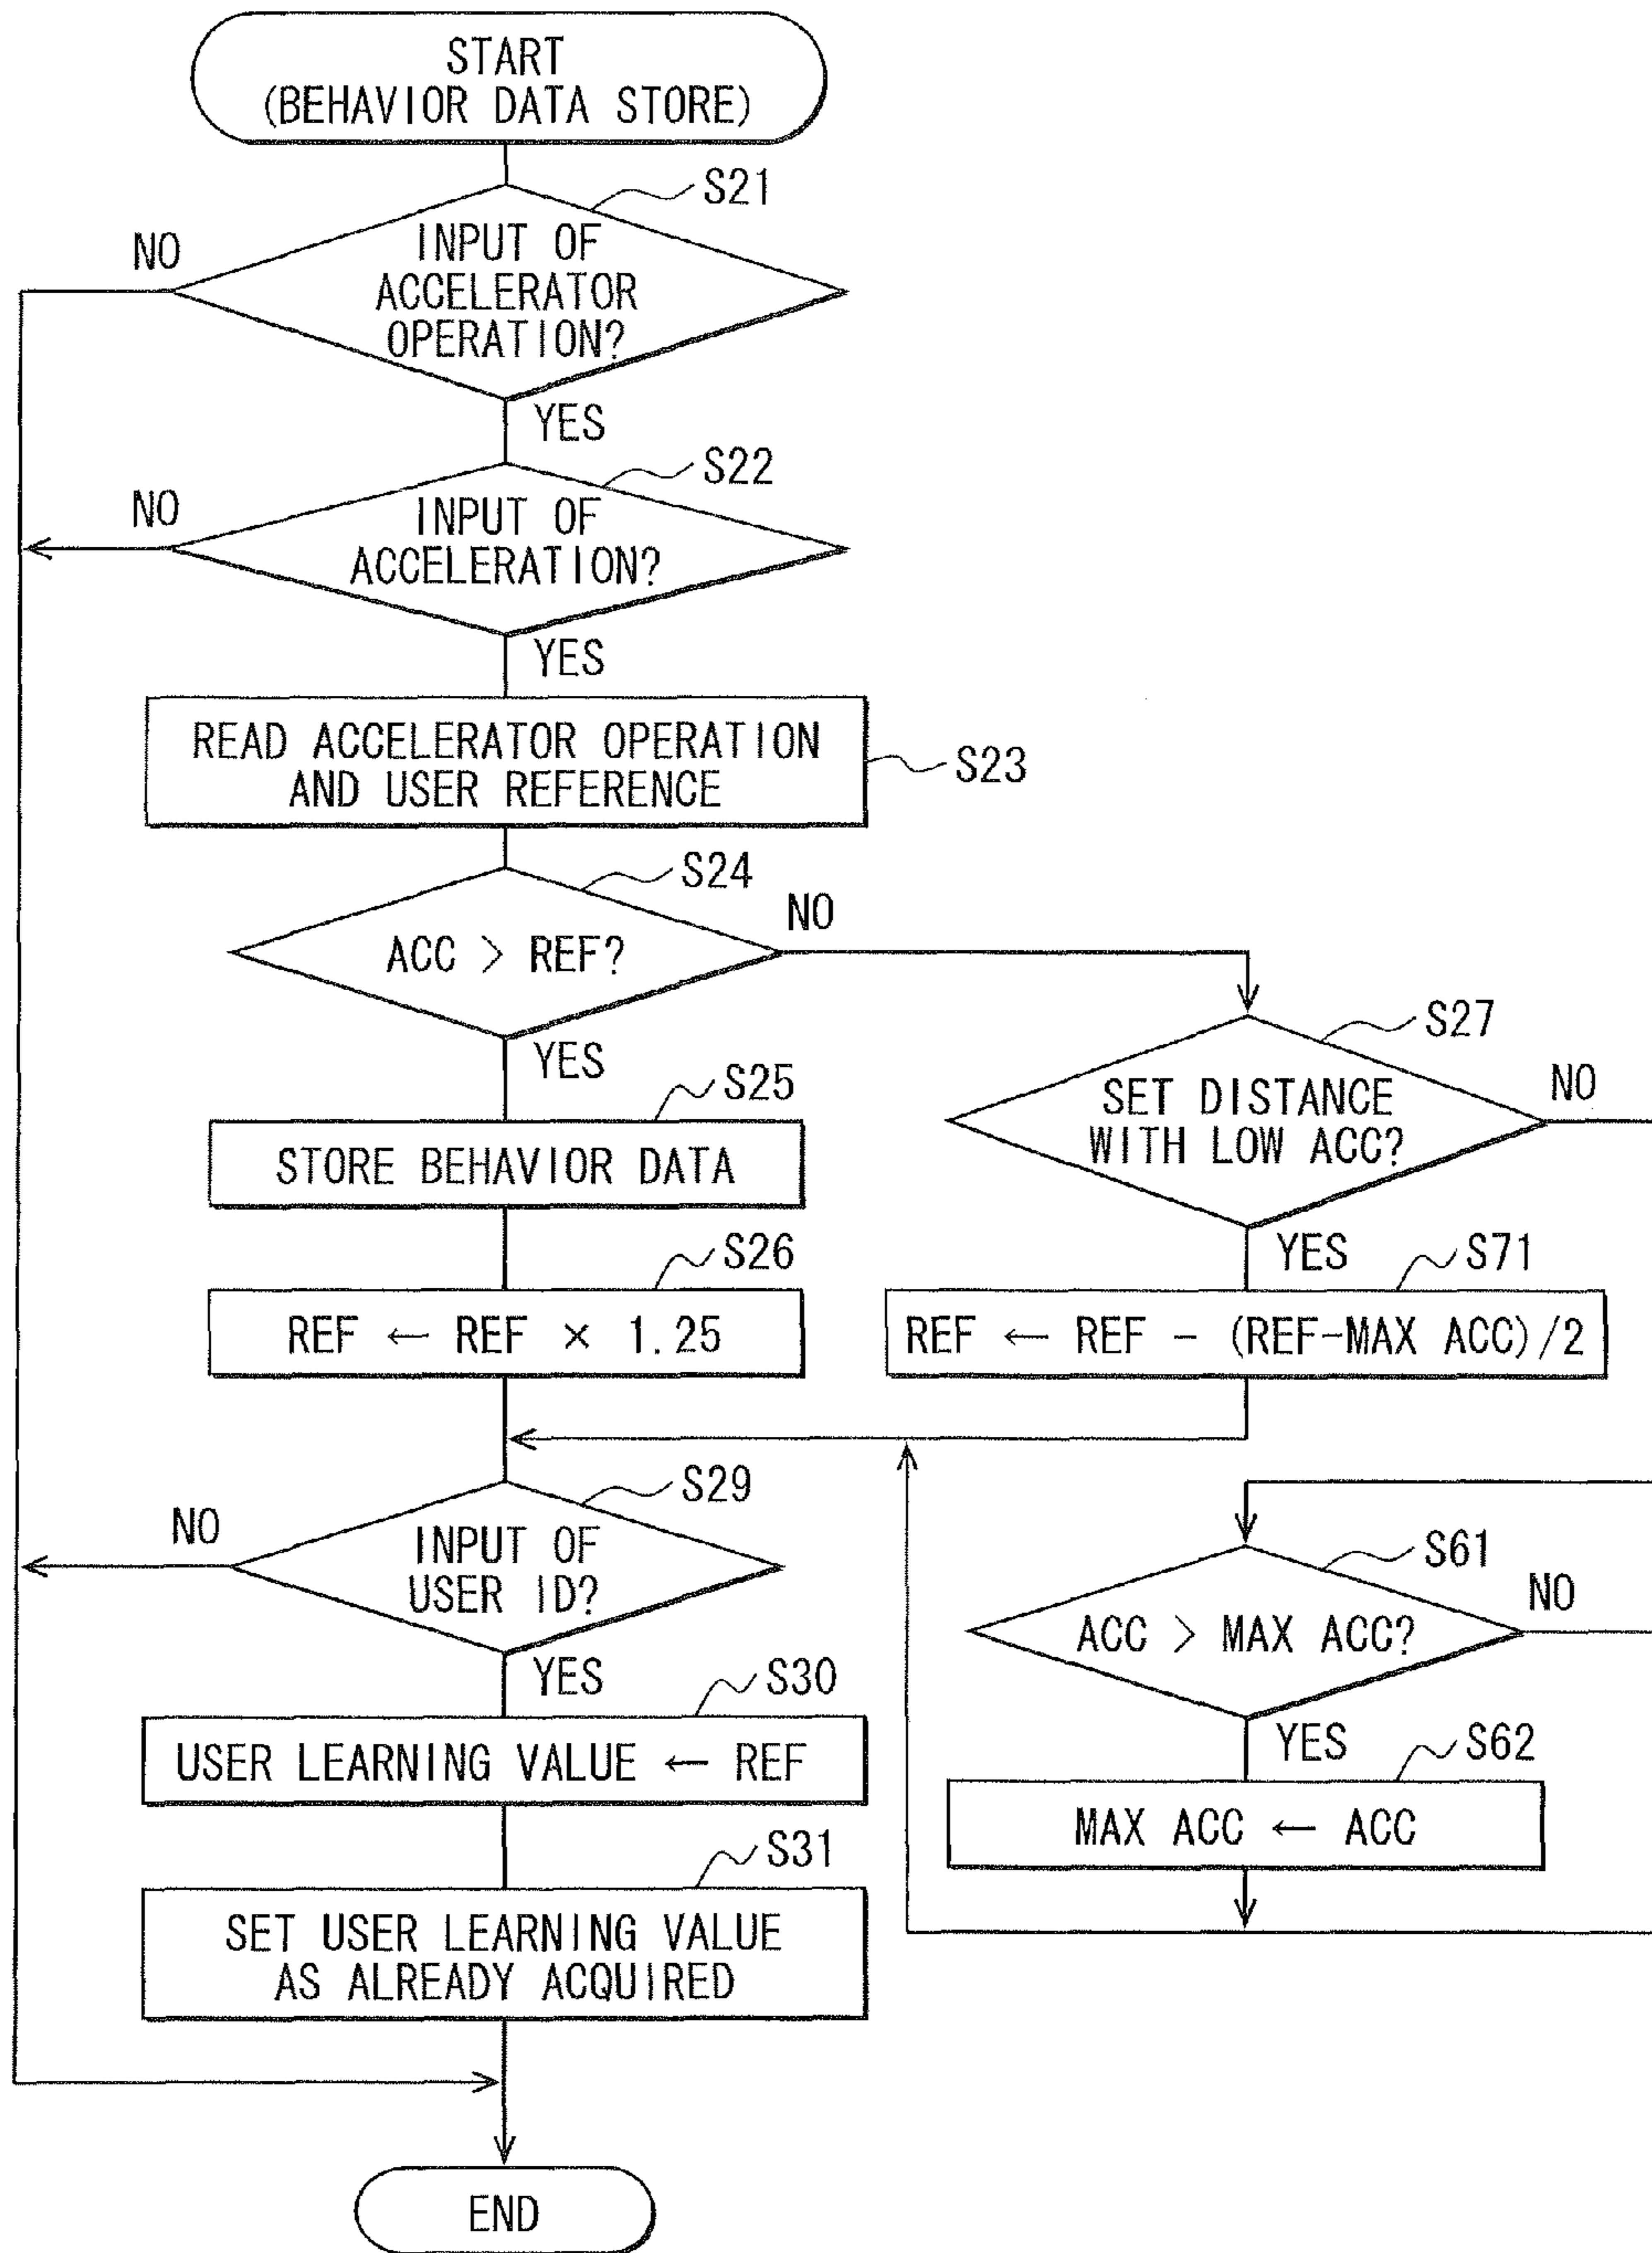 START
(BEHAVIOR DATA STORE)
S21
NO
INPUT OF
ACCELERATOR
OPERATION?
YES
S22
NO
INPUT OF
ACCELERATION?
YES
READ ACCELERATOR OPERATION
AND USER REFERENCE
S23
S24
NO
ACC > REF?
YES
S27
NO
SET DISTANCE
WITH LOW ACC?
YES
S25
STORE BEHAVIOR DATA
S26
REF ← REF × 1.25
S71
REF ← REF - (REF-MAX ACC)/2
S29
NO
INPUT OF
USER ID?
YES
S61
NO
ACC > MAX ACC?
YES
S30
USER LEARNING VALUE ← REF
S62
MAX ACC ← ACC
S31
SET USER LEARNING VALUE
AS ALREADY ACQUIRED
END